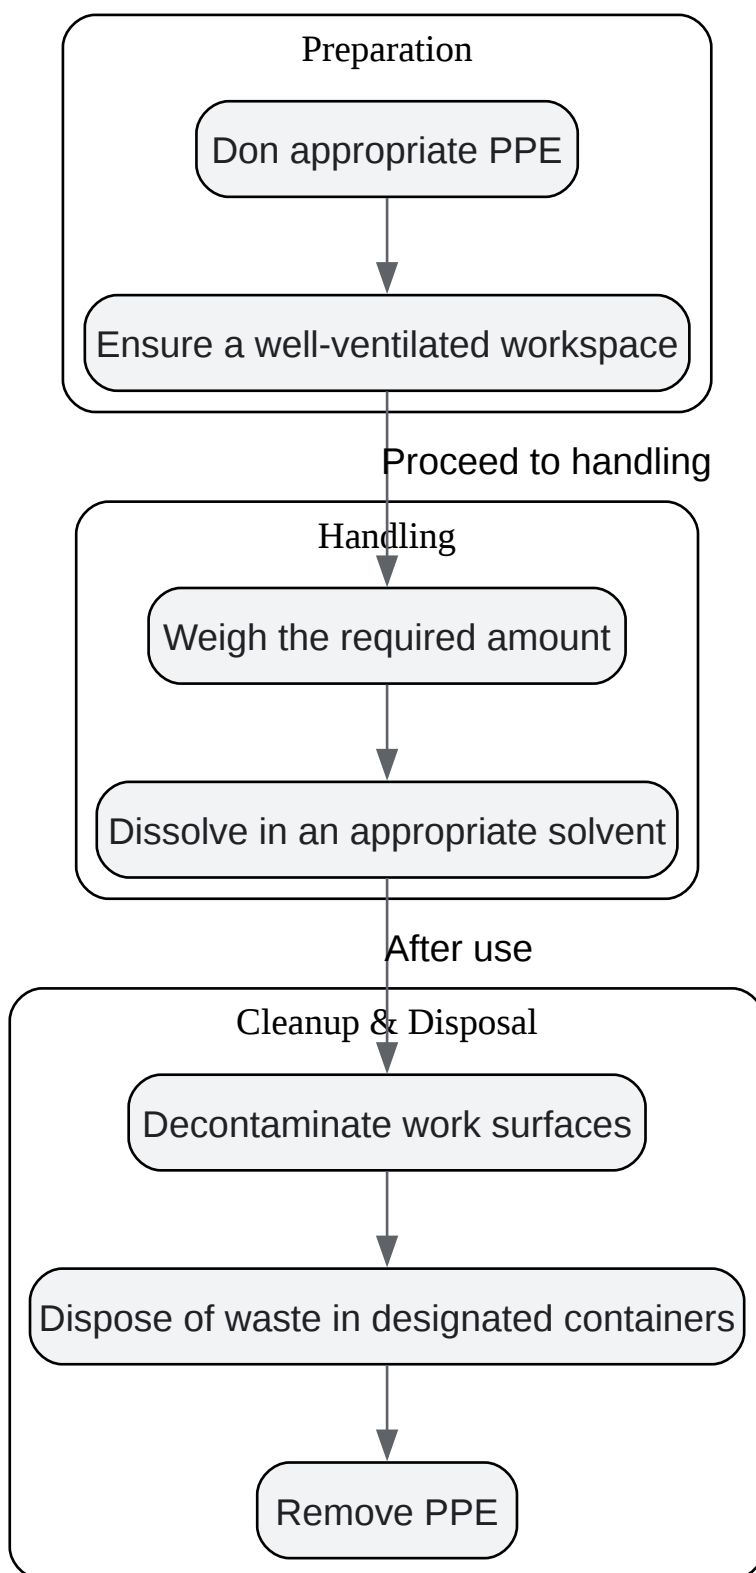 Preparation
Don appropriate PPE
Ensure a well-ventilated workspace
Proceed to handling
Handling
Weigh the required amount
Dissolve in an appropriate solvent
After use
Cleanup & Disposal
Decontaminate work surfaces
Dispose of waste in designated containers
Remove PPE